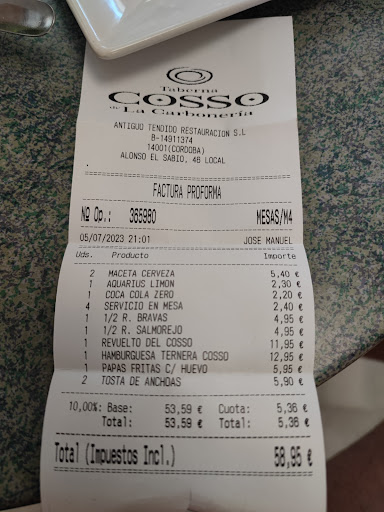 Taberna
COSSO
de La Carbonería
ANTIGUO TENDIDO RESTAURACION S.L
B-14911374
14001(CORDOBA)
ALONSO EL SABIO, 48 LOCAL
FACTURA PROFORMA
Nº Op.: 365980 MESAS/M4
05/07/2023 21:01 JOSE MANUEL
Uds. Producto Importe
2 MACETA CERVEZA 5,40 €
1 AQUARIUS LIMON 2,30 €
1 COCA COLA ZERO 2,20 €
4 SERVICIO EN MESA 2,40 €
1 1/2 R. BRAVAS 4,95 €
1 1/2 R. SALMOREJO 4,95 €
1 REVUELTO DEL COSSO 11,95 €
1 HAMBURGUESA TERNERA COSSO 12,95 €
1 PAPAS FRITAS C/ HUEVO 5,95 €
2 TOSTA DE ANCHOAS 5,90 €
10,00%: Base: 53,59 € Cuota: 5,36 €
Total: 53,59 € Total: 5,36 €
Total (Impuestos Incl.) 58,95 €